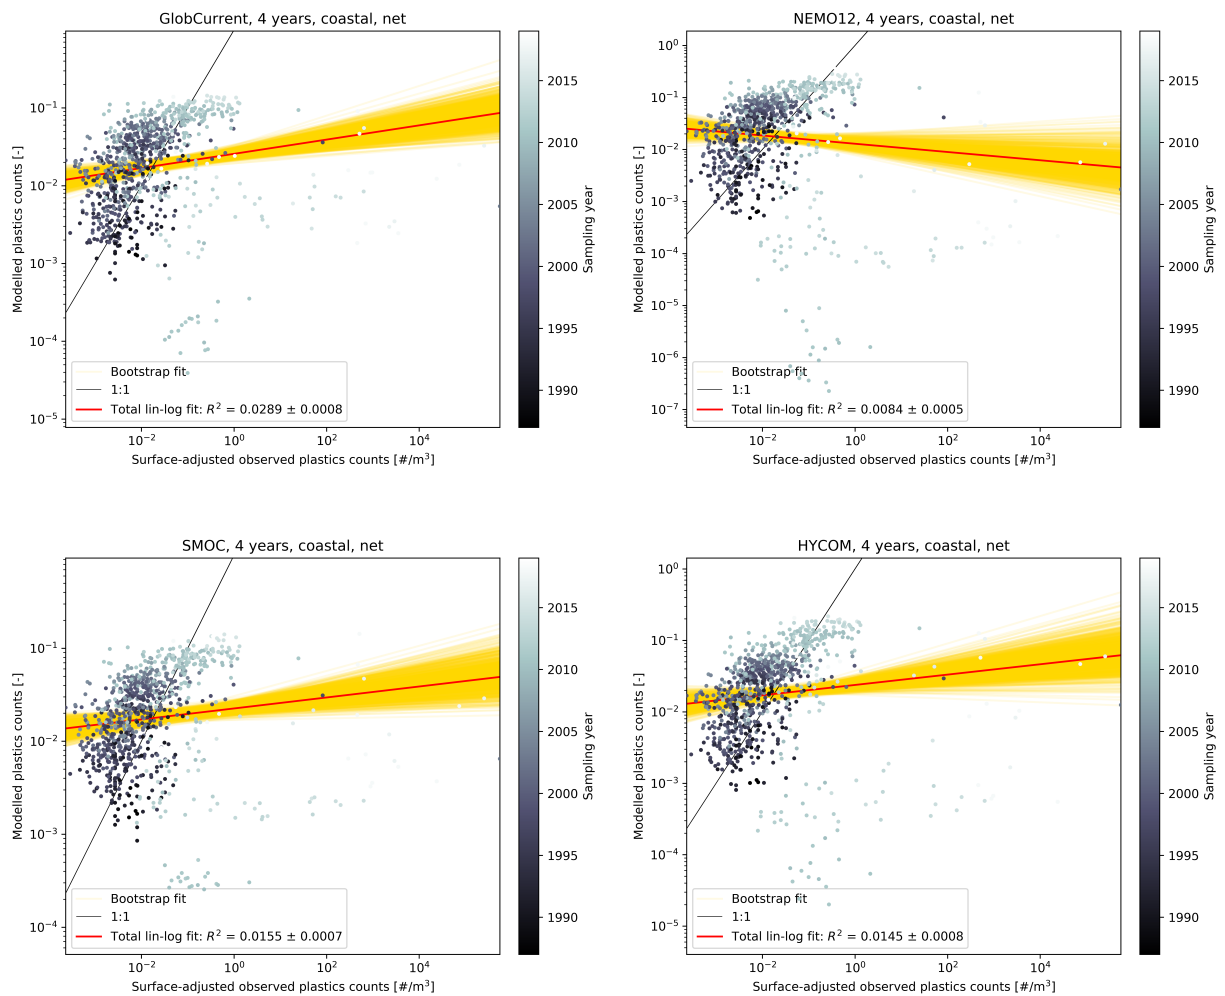 GlobCurrent, 4 years, coastal, net
Modelled plastics counts [-]
10⁻¹
10⁻²
10⁻³
10⁻⁴
10⁻⁵
Bootstrap fit
1:1
Total lin-log fit: R² = 0.0289 ± 0.0008
10⁻² 10⁰ 10² 10⁴
Surface-adjusted observed plastics counts [#/m³]
2015
2010
2005
2000
1995
1990
Sampling year
NEMO12, 4 years, coastal, net
Modelled plastics counts [-]
10⁰
10⁻¹
10⁻²
10⁻³
10⁻⁴
10⁻⁵
10⁻⁶
10⁻⁷
Bootstrap fit
1:1
Total lin-log fit: R² = 0.0084 ± 0.0005
10⁻² 10⁰ 10² 10⁴
Surface-adjusted observed plastics counts [#/m³]
2015
2010
2005
2000
1995
1990
Sampling year
SMOC, 4 years, coastal, net
Modelled plastics counts [-]
10⁻¹
10⁻²
10⁻³
10⁻⁴
Bootstrap fit
1:1
Total lin-log fit: R² = 0.0155 ± 0.0007
10⁻² 10⁰ 10² 10⁴
Surface-adjusted observed plastics counts [#/m³]
2015
2010
2005
2000
1995
1990
Sampling year
HYCOM, 4 years, coastal, net
Modelled plastics counts [-]
10⁰
10⁻¹
10⁻²
10⁻³
10⁻⁴
10⁻⁵
Bootstrap fit
1:1
Total lin-log fit: R² = 0.0145 ± 0.0008
10⁻² 10⁰ 10² 10⁴
Surface-adjusted observed plastics counts [#/m³]
2015
2010
2005
2000
1995
1990
Sampling year